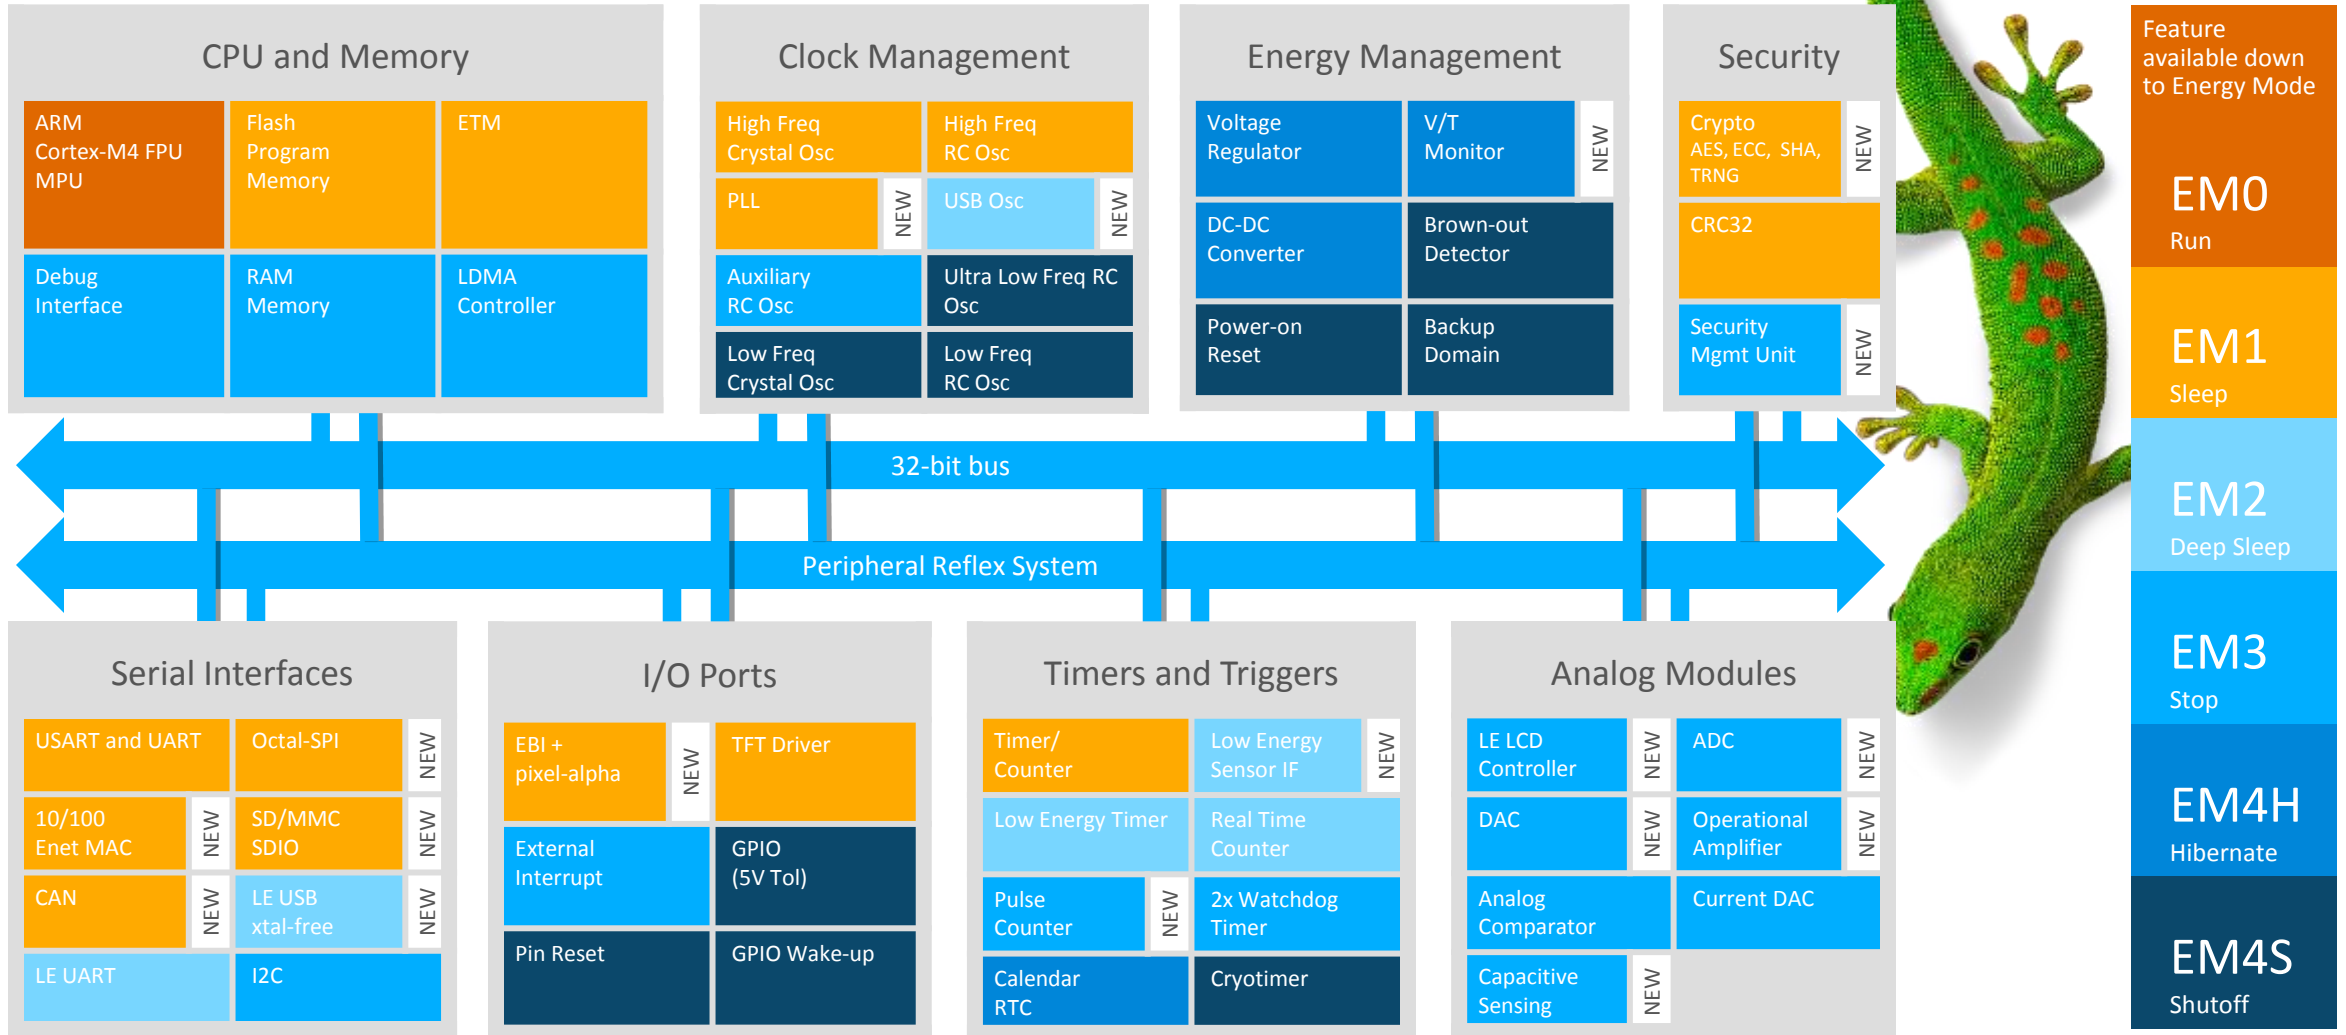 CPU and Memory
ARM
Cortex-M4 FPU
MPU
Flash
Program
Memory
ETM
Debug
Interface
RAM
Memory
LDMA
Controller
Clock Management
High Freq
Crystal Osc
High Freq
RC Osc
PLL
NEW
USB Osc
NEW
Auxiliary
RC Osc
Ultra Low Freq RC
Osc
Low Freq
Crystal Osc
Low Freq
RC Osc
Energy Management
Voltage
Regulator
V/T
Monitor
NEW
DC-DC
Converter
Brown-out
Detector
Power-on
Reset
Backup
Domain
Security
Crypto
AES, ECC, SHA,
TRNG
NEW
CRC32
Security
Mgmt Unit
NEW
32-bit bus
Peripheral Reflex System
Serial Interfaces
USART and UART
Octal-SPI
NEW
10/100
Enet MAC
NEW
SD/MMC
SDIO
NEW
CAN
NEW
LE USB
xtal-free
NEW
LE UART
I2C
I/O Ports
EBI +
pixel-alpha
NEW
TFT Driver
External
Interrupt
GPIO
(5V Tol)
Pin Reset
GPIO Wake-up
Timers and Triggers
Timer/
Counter
Low Energy
Sensor IF
NEW
Low Energy Timer
Real Time
Counter
Pulse
Counter
NEW
2x Watchdog
Timer
Calendar
RTC
Cryotimer
Analog Modules
LE LCD
Controller
NEW
ADC
NEW
DAC
NEW
Operational
Amplifier
NEW
Analog
Comparator
Current DAC
Capacitive
Sensing
NEW
Feature
available down
to Energy Mode
EM0
Run
EM1
Sleep
EM2
Deep Sleep
EM3
Stop
EM4H
Hibernate
EM4S
Shutoff